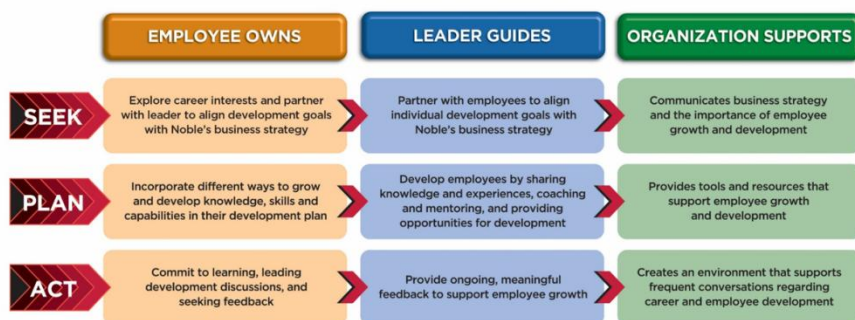 EMPLOYEE OWNS
LEADER GUIDES
ORGANIZATION SUPPORTS
SEEK
Explore career interests and partner
with leader to align development goals
with Noble's business strategy
Partner with employees to align
individual development goals with
Noble's business strategy
Communicates business strategy
and the importance of employee
growth and development
PLAN
Incorporate different ways to grow
and develop knowledge, skills and
capabilities in their development plan
Develop employees by sharing
knowledge and experiences, coaching
and mentoring, and providing
opportunities for development
Provides tools and resources that
support employee growth
and development
ACT
Commit to learning, leading
development discussions, and
seeking feedback
Provide ongoing, meaningful
feedback to support employee growth
Creates an environment that supports
frequent conversations regarding
career and employee development